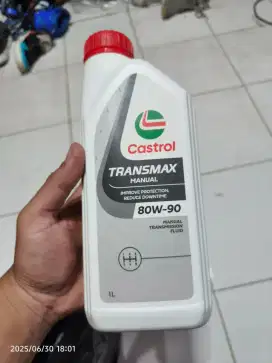 Castrol
TRANSMAX
MANUAL
IMPROVE PROTECTION,
REDUCE DOWNTIME
80W-90
MANUAL
TRANSMISSION
FLUID
1L
2025/06/30 18:01